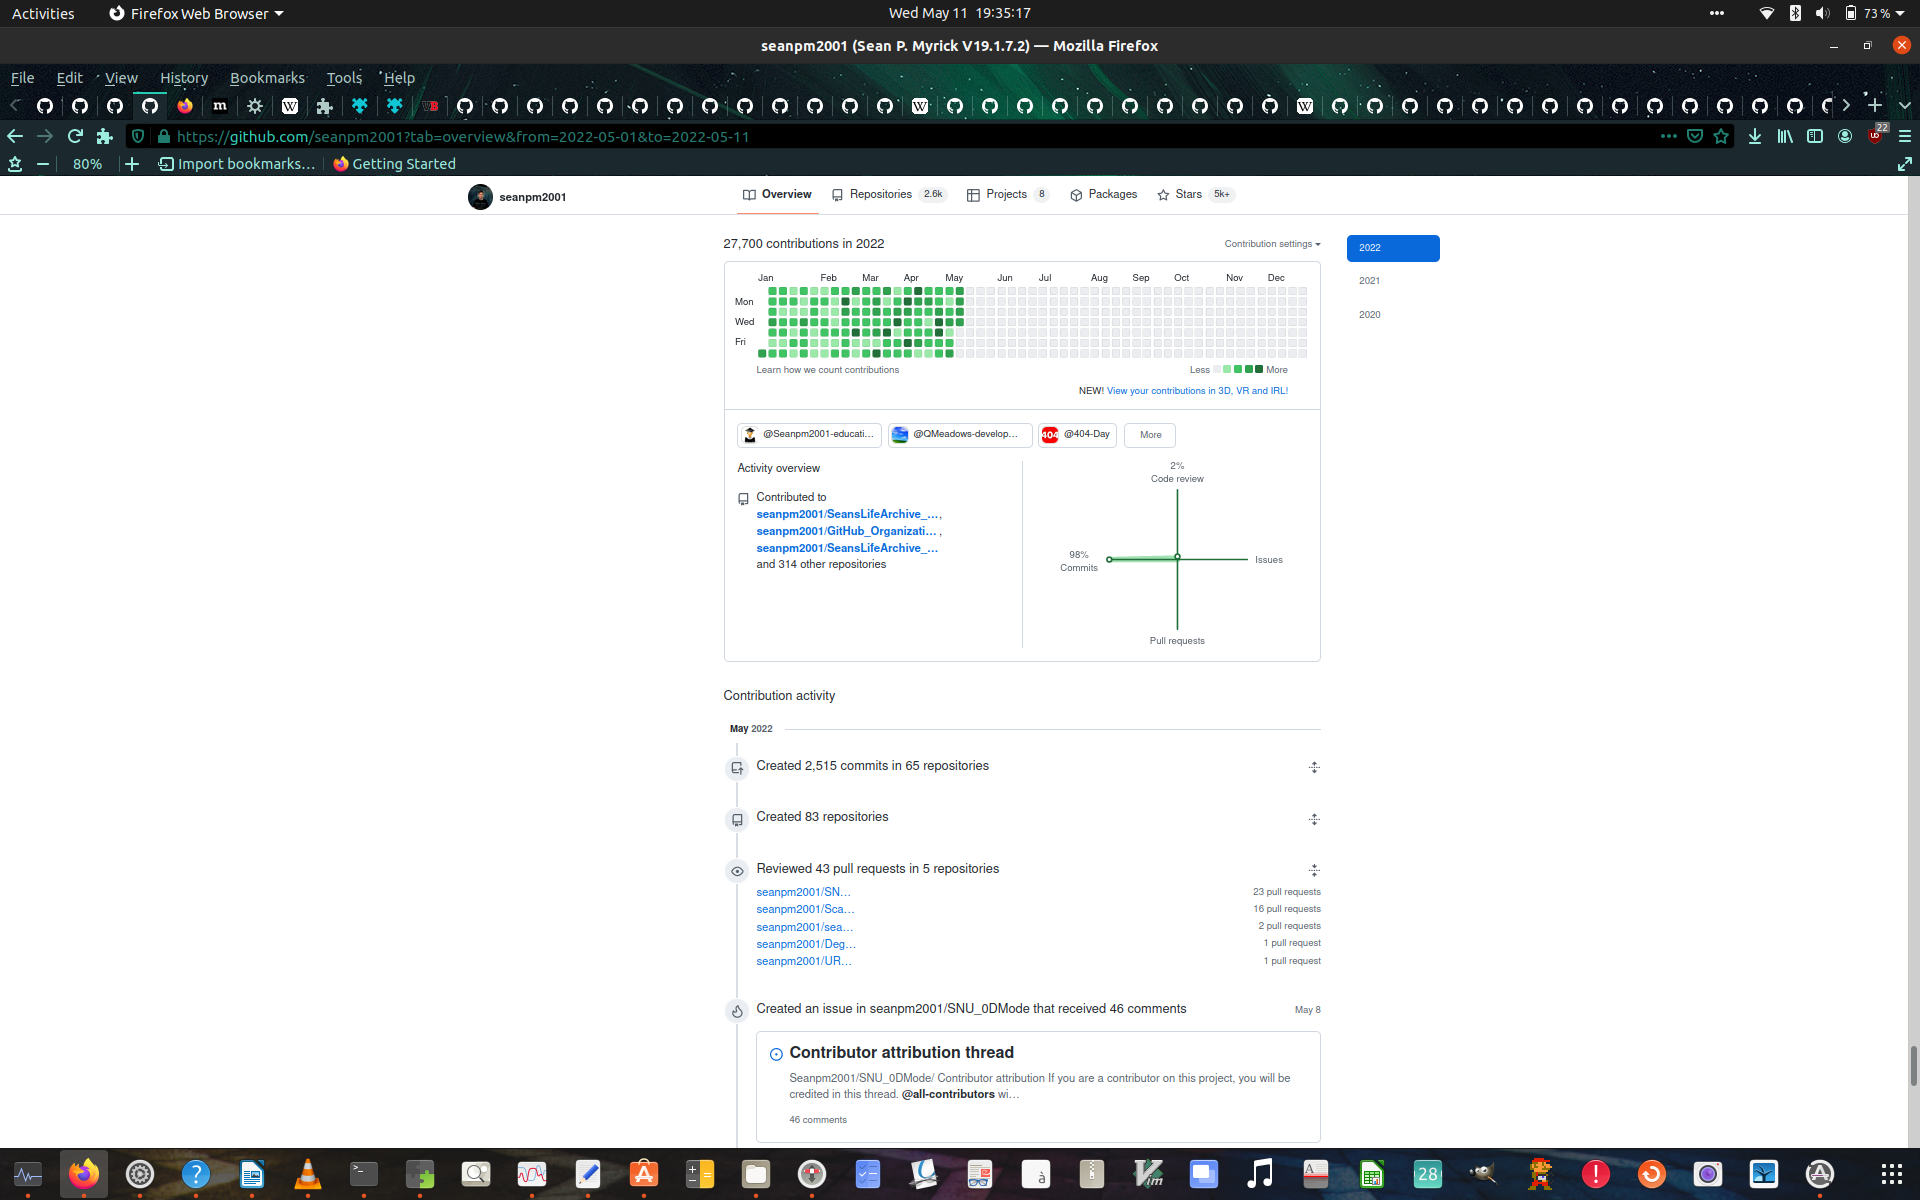 Activities
Firefox Web Browser
Wed May 11 19:35:17
73 %
seanpm2001 (Sean P. Myrick V19.1.7.2) — Mozilla Firefox
File Edit View History Bookmarks Tools Help
https://github.com/seanpm2001?tab=overview&from=2022-05-01&to=2022-05-11
22
80%
Import bookmarks...
Getting Started
seanpm2001
Overview
Repositories 2.6k
Projects 8
Packages
Stars 5k+
27,700 contributions in 2022
Contribution settings
2022
2021
2020
Jan Feb Mar Apr May Jun Jul Aug Sep Oct Nov Dec
Mon
Wed
Fri
Learn how we count contributions
Less More
NEW! View your contributions in 3D, VR and IRL!
@Seanpm2001-educati...
@QMeadows-develop...
404 @404-Day
More
Activity overview
Contributed to
seanpm2001/SeansLifeArchive_...,
seanpm2001/GitHub_Organizati... ,
seanpm2001/SeansLifeArchive_...
and 314 other repositories
2%
Code review
98%
Commits
Issues
Pull requests
Contribution activity
May 2022
Created 2,515 commits in 65 repositories
Created 83 repositories
Reviewed 43 pull requests in 5 repositories
seanpm2001/SN... 23 pull requests
seanpm2001/Sca... 16 pull requests
seanpm2001/sea... 2 pull requests
seanpm2001/Deg... 1 pull request
seanpm2001/UR... 1 pull request
Created an issue in seanpm2001/SNU_0DMode that received 46 comments
May 8
Contributor attribution thread
Seanpm2001/SNU_0DMode/ Contributor attribution If you are a contributor on this project, you will be
credited in this thread. @all-contributors wi...
46 comments
28